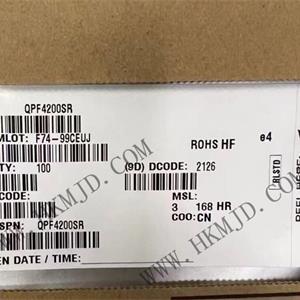 QPF4200SR
MLOT: F74-99CEUJ
ROHS HF e4
TY: 100
(9D) DCODE: 2126
RLSTD
CODE:
MSL:
3 168 HR
COO: CN
SPN: QPF4200SR
EN DATE / TIME:
WWW.HKMJD.COM
WWW.HKMJD.COM